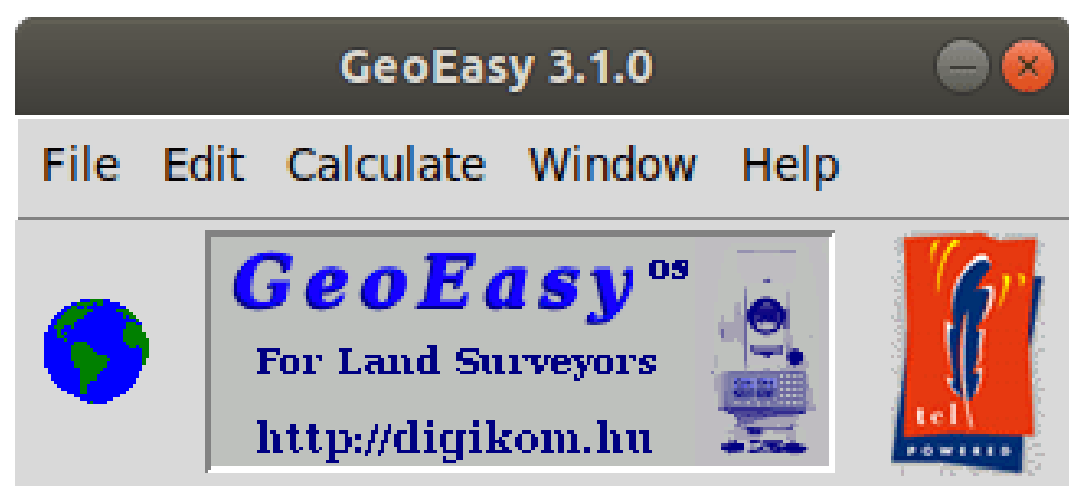 GeoEasy 3.1.0
File Edit Calculate Window Help
GeoEasy os
For Land Surveyors
http://digikom.hu
tcl
POWERED